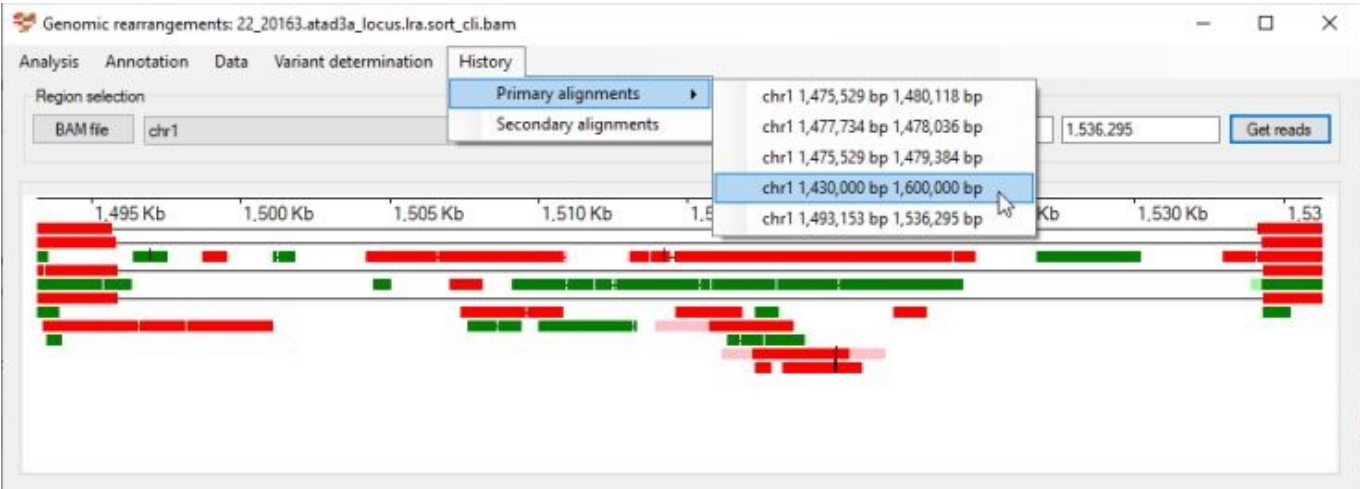 Genomic rearrangements: 22_20163.atad3a_locus.lra.sort_cli.bam
Analysis Annotation Data Variant determination History
Region selection
BAM file chr1 1,536,295 Get reads
Primary alignments
Secondary alignments
chr1 1,475,529 bp 1,480,118 bp
chr1 1,477,734 bp 1,478,036 bp
chr1 1,475,529 bp 1,479,384 bp
chr1 1,430,000 bp 1,600,000 bp
chr1 1,493,153 bp 1,536,295 bp
1,495 Kb 1,500 Kb 1,505 Kb 1,510 Kb 1,5 Kb 1,530 Kb 1,53